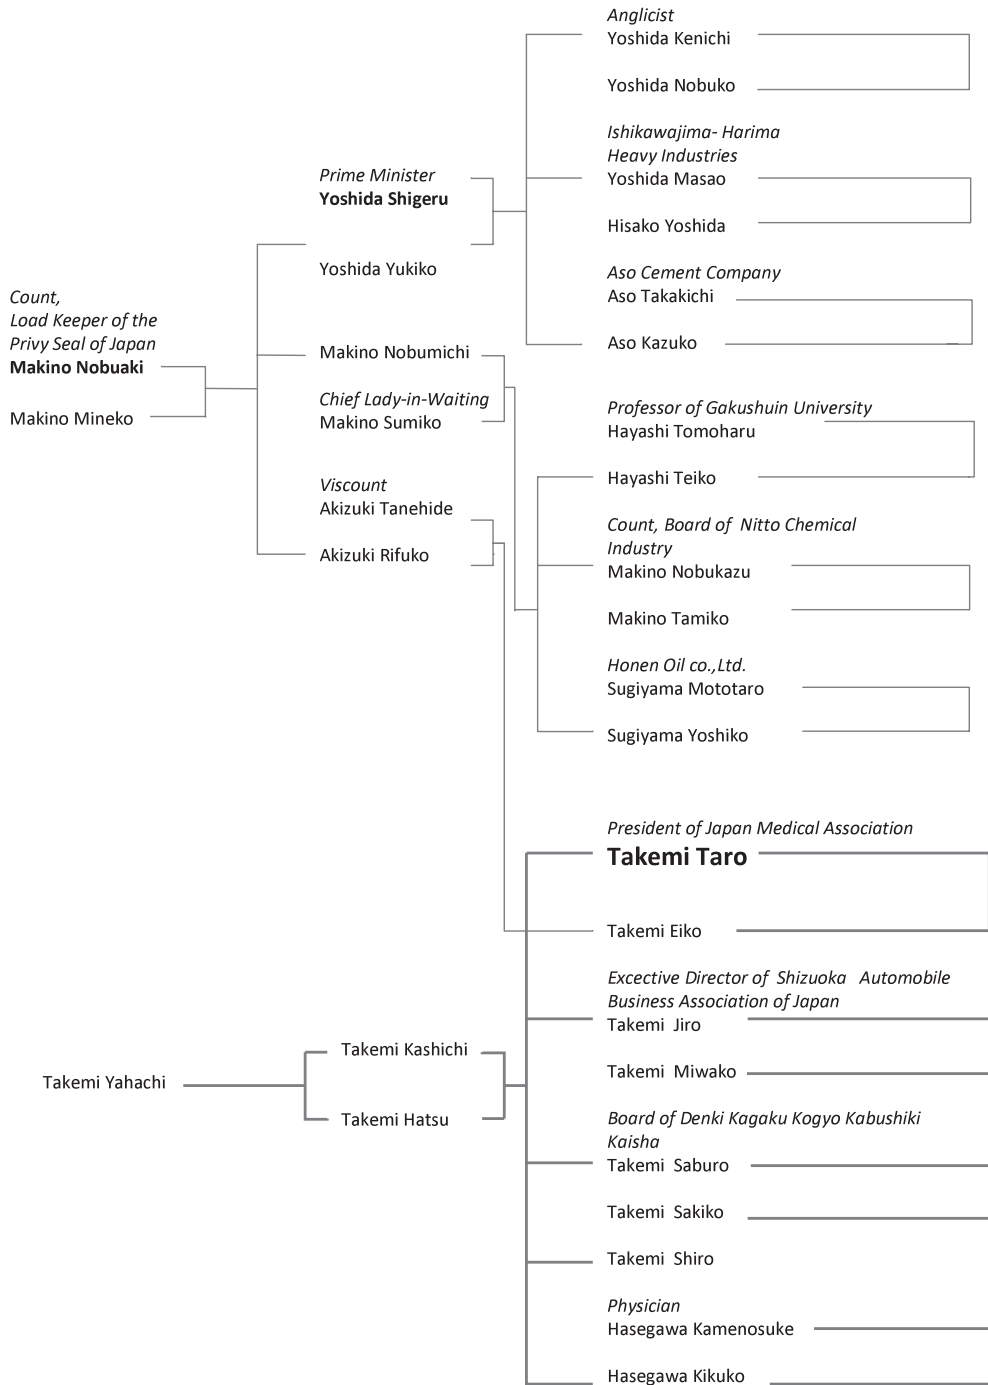 Count,
Load Keeper of the
Privy Seal of Japan
Makino Nobuaki
Makino Mineko
Prime Minister
Yoshida Shigeru
Yoshida Yukiko
Makino Nobumichi
Chief Lady-in-Waiting
Makino Sumiko
Viscount
Akizuki Tanehide
Akizuki Rifuko
Anglicist
Yoshida Kenichi
Yoshida Nobuko
Ishikawajima- Harima
Heavy Industries
Yoshida Masao
Hisako Yoshida
Aso Cement Company
Aso Takakichi
Aso Kazuko
Professor of Gakushuin University
Hayashi Tomoharu
Hayashi Teiko
Count, Board of Nitto Chemical
Industry
Makino Nobukazu
Makino Tamiko
Honen Oil co.,Ltd.
Sugiyama Mototaro
Sugiyama Yoshiko
Takemi Yahachi
Takemi Kashichi
Takemi Hatsu
President of Japan Medical Association
Takemi Taro
Takemi Eiko
Excective Director of Shizuoka Automobile
Business Association of Japan
Takemi Jiro
Takemi Miwako
Board of Denki Kagaku Kogyo Kabushiki
Kaisha
Takemi Saburo
Takemi Sakiko
Takemi Shiro
Physician
Hasegawa Kamenosuke
Hasegawa Kikuko